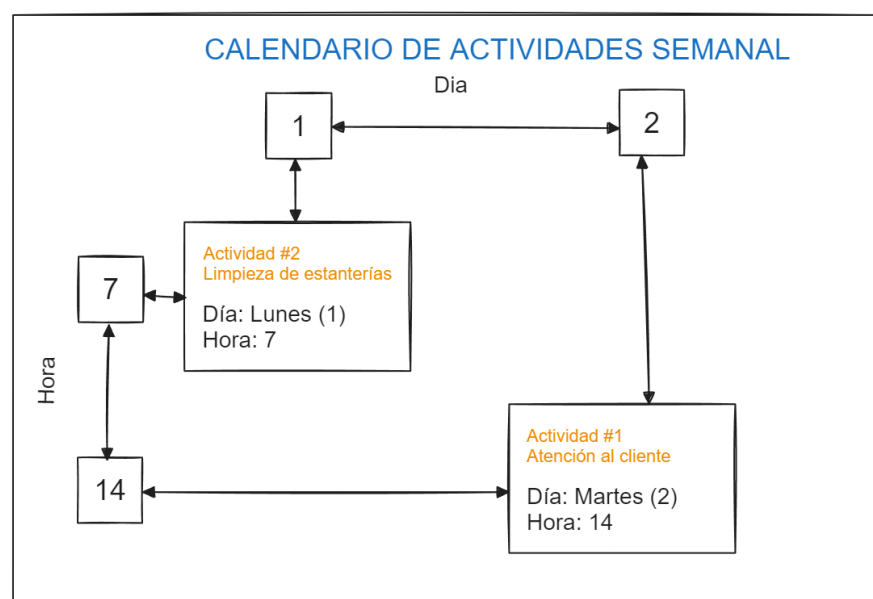 CALENDARIO DE ACTIVIDADES SEMANAL
Dia
1
2
Actividad #2
Limpieza de estanterías
Día: Lunes (1)
Hora: 7
7
Hora
14
Actividad #1
Atención al cliente
Día: Martes (2)
Hora: 14